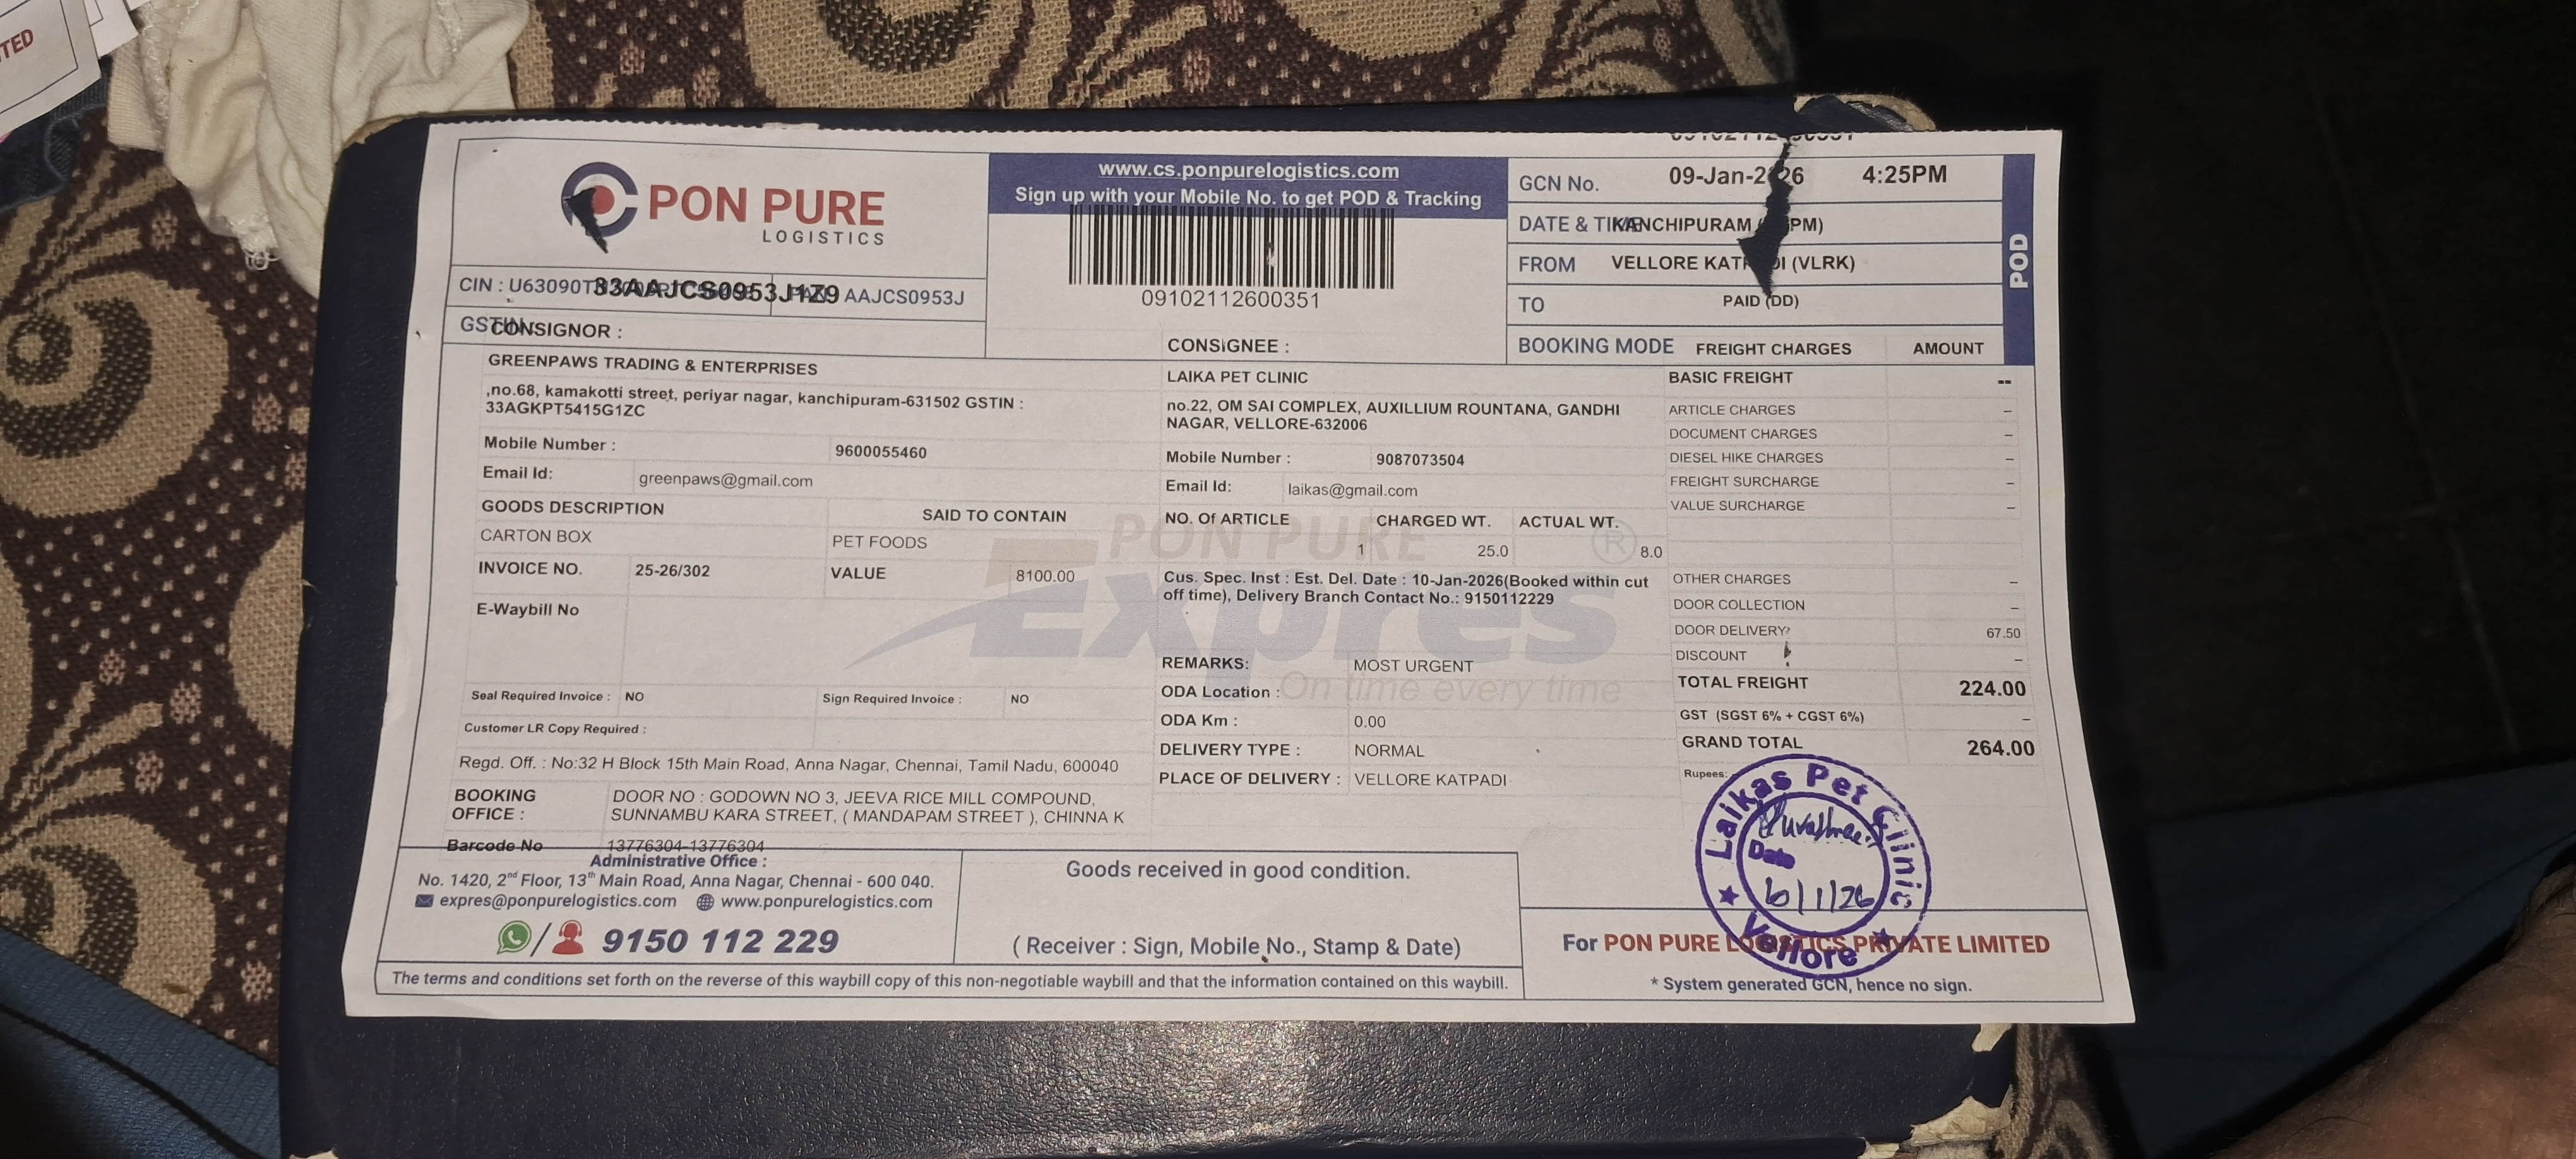 TED
PON PURE
LOGISTICS
www.cs.ponpurelogistics.com
Sign up with your Mobile No. to get POD & Tracking
09102112600351
GCN No. 09-Jan-2026 4:25PM
DATE & TIME KANCHIPURAM PM)
FROM VELLORE KATPADI (VLRK)
TO PAID (DD)
BOOKING MODE
POD
CIN : 33AAJCS0953J1Z9 AAJCS0953J
GSTIN
CONSIGNOR :
CONSIGNEE :
FREIGHT CHARGES AMOUNT
GREENPAWS TRADING & ENTERPRISES
,no.68, kamakotti street, periyar nagar, kanchipuram-631502 GSTIN :
33AGKPT5415G1ZC
Mobile Number : 9600055460
Email Id: greenpaws@gmail.com
LAIKA PET CLINIC
no.22, OM SAI COMPLEX, AUXILLIUM ROUNTANA, GANDHI
NAGAR, VELLORE-632006
Mobile Number : 9087073504
Email Id: laikas@gmail.com
BASIC FREIGHT --
ARTICLE CHARGES –
DOCUMENT CHARGES –
DIESEL HIKE CHARGES –
FREIGHT SURCHARGE –
VALUE SURCHARGE –
GOODS DESCRIPTION SAID TO CONTAIN
CARTON BOX PET FOODS
INVOICE NO. 25-26/302 VALUE 8100.00
E-Waybill No
NO. Of ARTICLE CHARGED WT. ACTUAL WT.
1 25.0 8.0
Cus. Spec. Inst : Est. Del. Date : 10-Jan-2026(Booked within cut
off time), Delivery Branch Contact No.: 9150112229
PON PURE
Expres ®
On time every time
OTHER CHARGES –
DOOR COLLECTION –
DOOR DELIVERY 67.50
DISCOUNT –
TOTAL FREIGHT 224.00
GST (SGST 6% + CGST 6%) –
GRAND TOTAL 264.00
Rupees:
REMARKS: MOST URGENT
ODA Location :
ODA Km : 0.00
DELIVERY TYPE : NORMAL
PLACE OF DELIVERY : VELLORE KATPADI
Seal Required Invoice : NO Sign Required Invoice : NO
Customer LR Copy Required :
Regd. Off. : No:32 H Block 15th Main Road, Anna Nagar, Chennai, Tamil Nadu, 600040
BOOKING OFFICE : DOOR NO : GODOWN NO 3, JEEVA RICE MILL COMPOUND,
SUNNAMBU KARA STREET, ( MANDAPAM STREET ), CHINNA K
Barcode No 13776304-13776304
Administrative Office :
No. 1420, 2nd Floor, 13th Main Road, Anna Nagar, Chennai - 600 040.
expres@ponpurelogistics.com www.ponpurelogistics.com
9150 112 229
Goods received in good condition.
( Receiver : Sign, Mobile No., Stamp & Date)
Laikas Pet Clinic
Date
Vellore
For PON PURE LOGISTICS PRIVATE LIMITED
* System generated GCN, hence no sign.
The terms and conditions set forth on the reverse of this waybill copy of this non-negotiable waybill and that the information contained on this waybill.